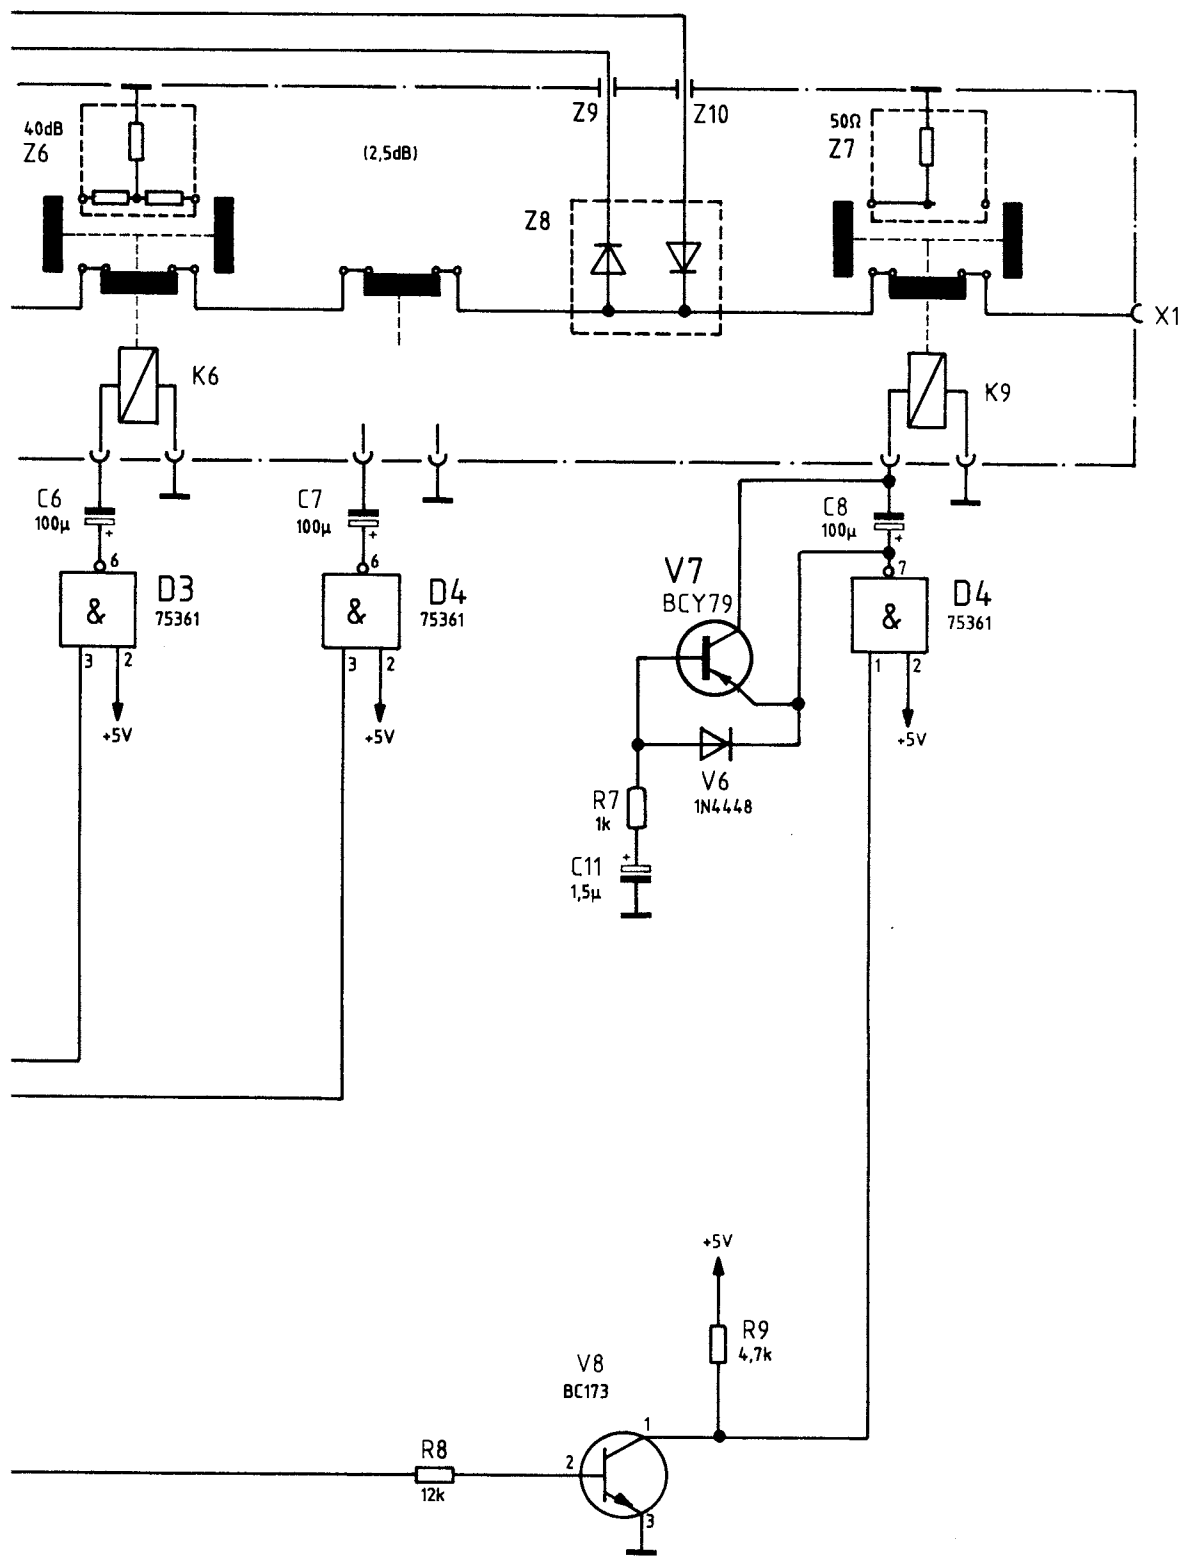 Z9
Z10
40dB
Z6
(2,5dB)
50Ω
Z7
Z8
X1
K6
K9
C6
100µ
+
C7
100µ
+
C8
100µ
+
6
D3
75361
&
3
2
+5V
6
D4
75361
&
3
2
+5V
V7
BCY79
7
D4
75361
&
1
2
+5V
V6
1N4448
R7
1k
+
C11
1,5µ
+5V
R9
4,7k
V8
BC173
1
R8
12k
2
3